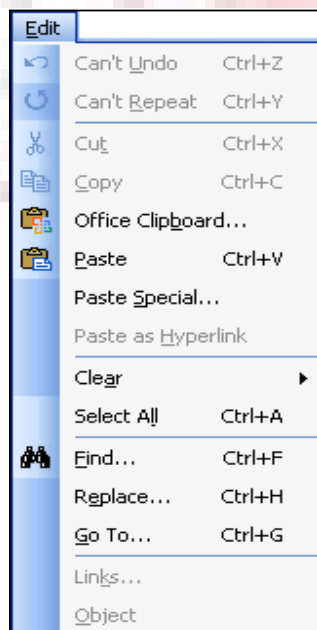 Edit
Can't Undo Ctrl+Z
Can't Repeat Ctrl+Y
Cut Ctrl+X
Copy Ctrl+C
Office Clipboard...
Paste Ctrl+V
Paste Special...
Paste as Hyperlink
Clear
Select All Ctrl+A
Find... Ctrl+F
Replace... Ctrl+H
Go To... Ctrl+G
Links...
Object